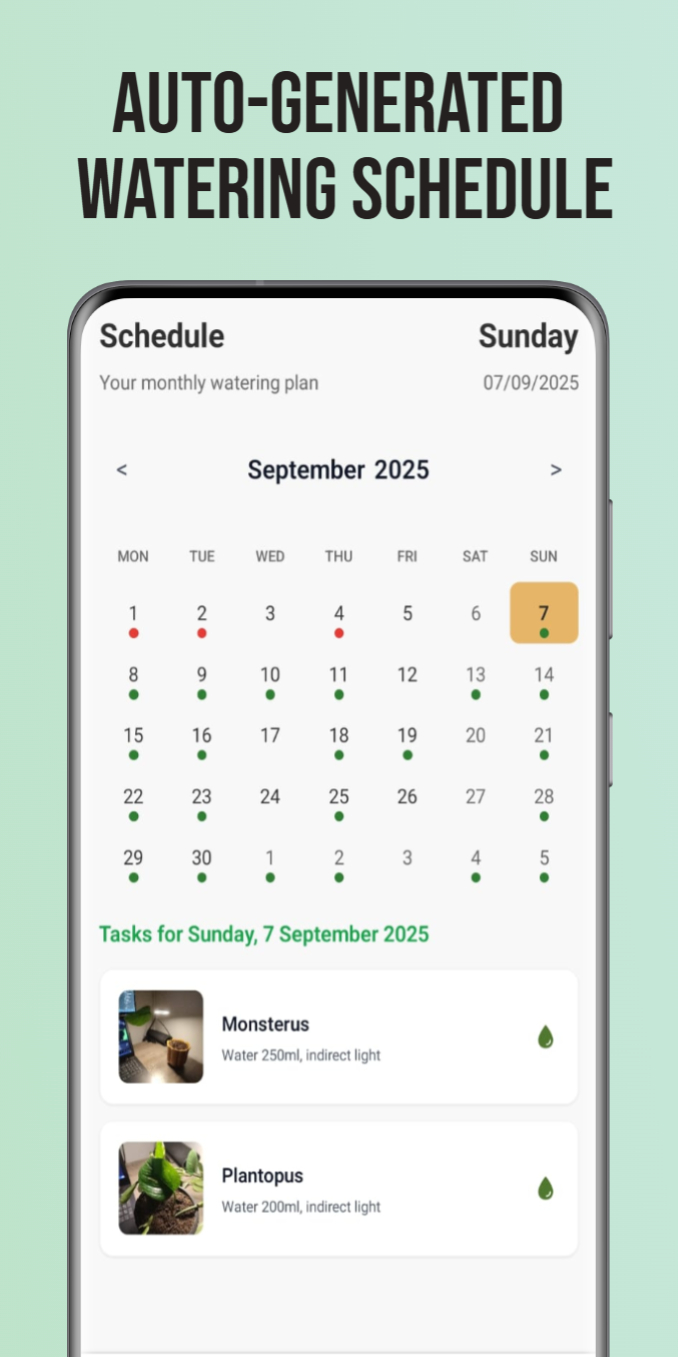 AUTO-GENERATED
WATERING SCHEDULE
Schedule Sunday
Your monthly watering plan 07/09/2025
< September 2025 >
MON TUE WED THU FRI SAT SUN
1 2 3 4 5 6 7
8 9 10 11 12 13 14
15 16 17 18 19 20 21
22 23 24 25 26 27 28
29 30 1 2 3 4 5
Tasks for Sunday, 7 September 2025
Monsterus
Water 250ml, indirect light
Plantopus
Water 200ml, indirect light